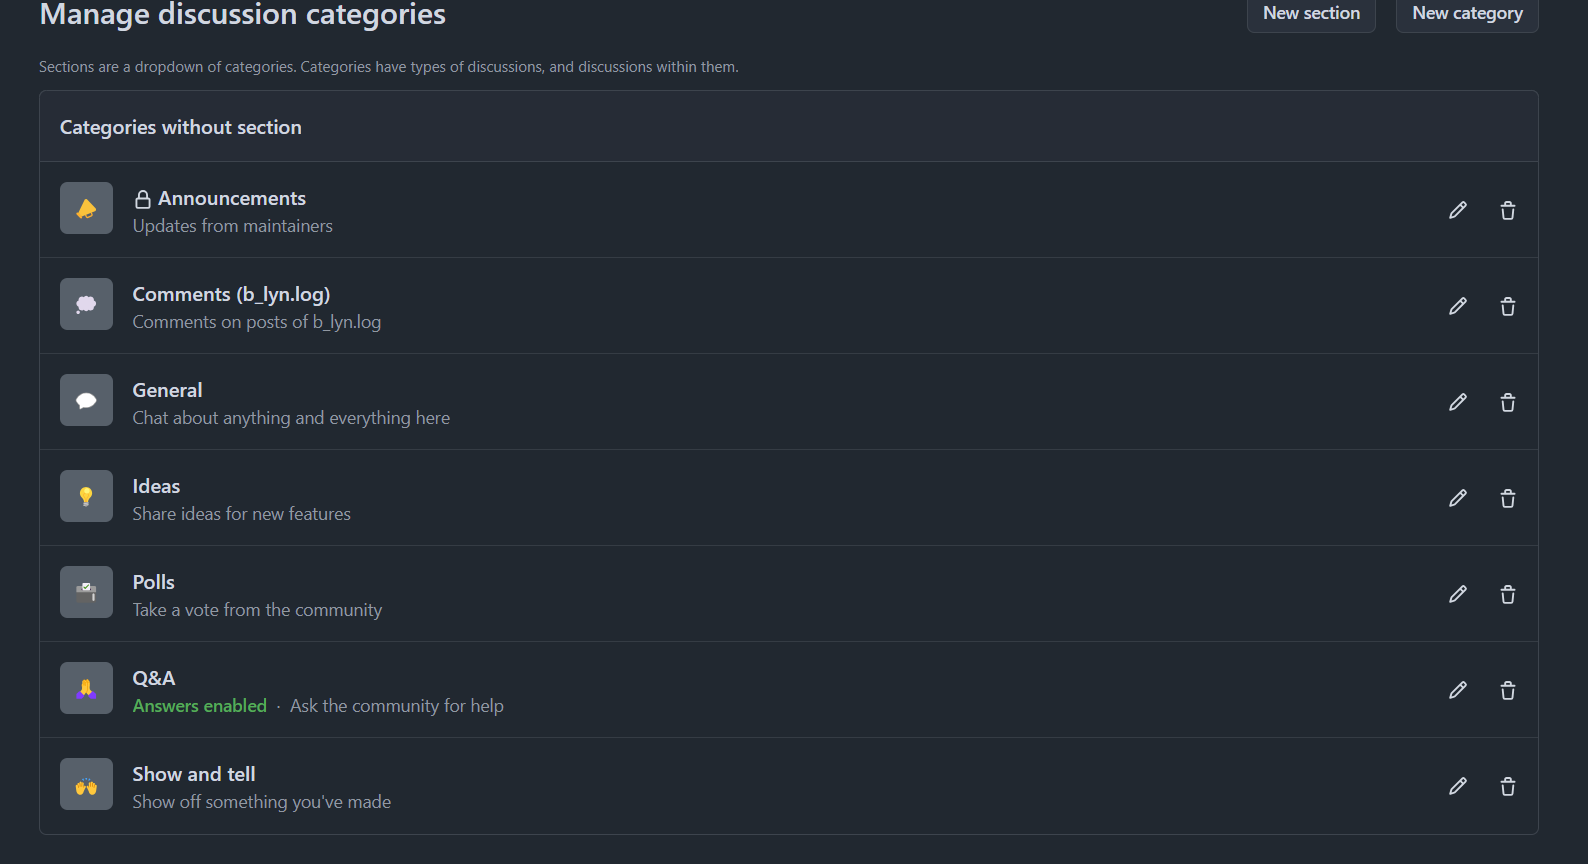 Manage discussion categories
New section
New category
Sections are a dropdown of categories. Categories have types of discussions, and discussions within them.
Categories without section
Announcements
Updates from maintainers
Comments (b_lyn.log)
Comments on posts of b_lyn.log
General
Chat about anything and everything here
Ideas
Share ideas for new features
Polls
Take a vote from the community
Q&A
Answers enabled · Ask the community for help
Show and tell
Show off something you've made